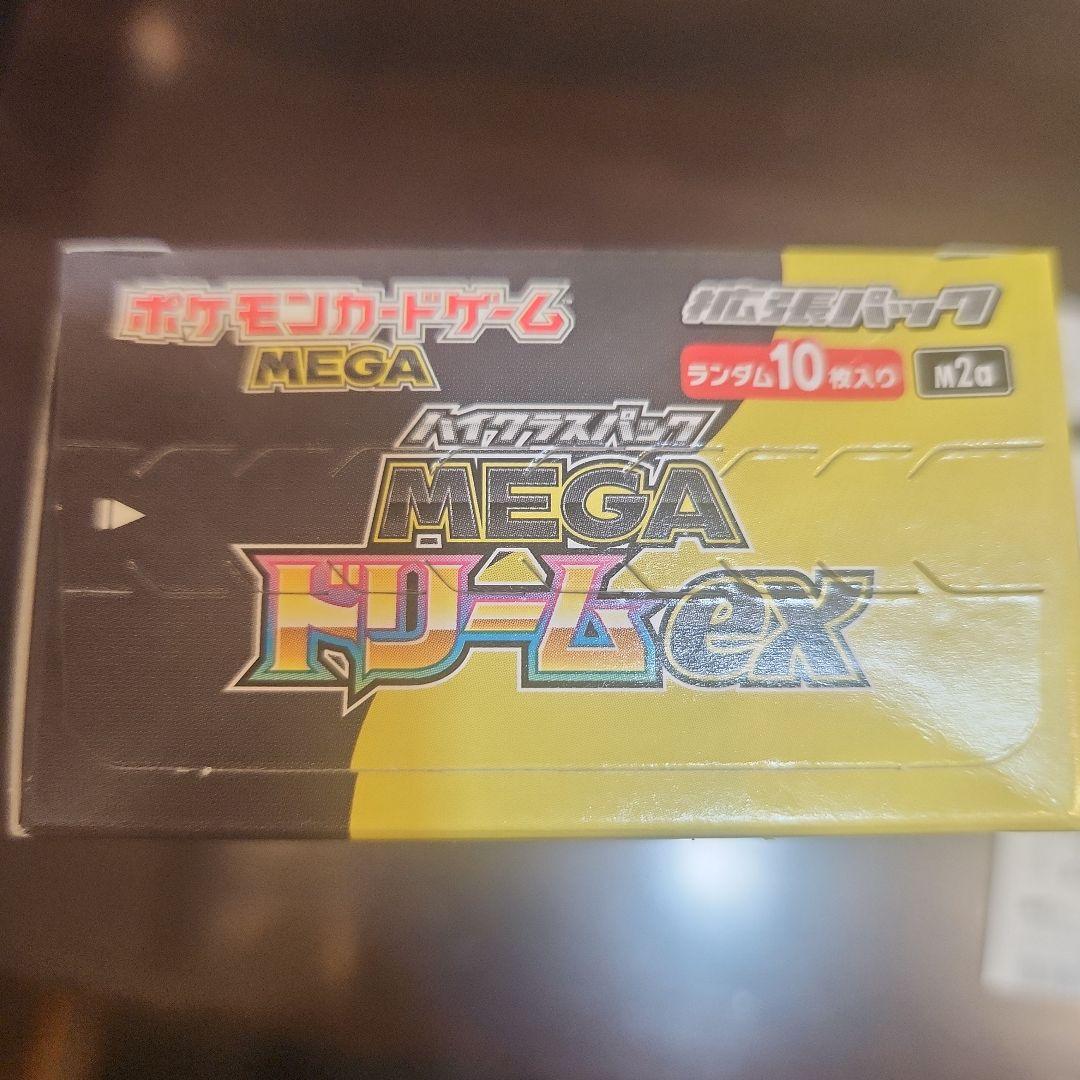 ポケモンカードゲーム
MEGA
拡張パック
ランダム10枚入り
M2a
ハイクラスパック
MEGA
ドリームex